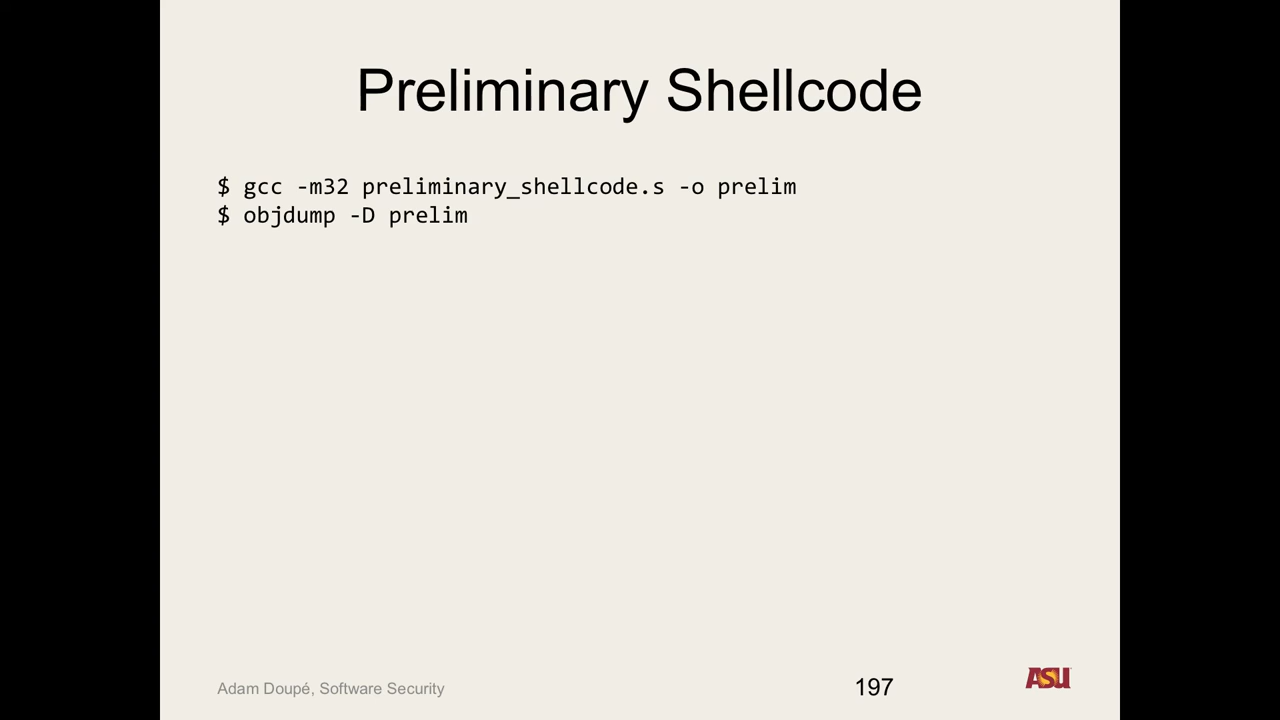 Preliminary Shellcode
$ gcc -m32 preliminary_shellcode.s -o prelim
$ objdump -D prelim
Adam Doupé, Software Security
197
ASU